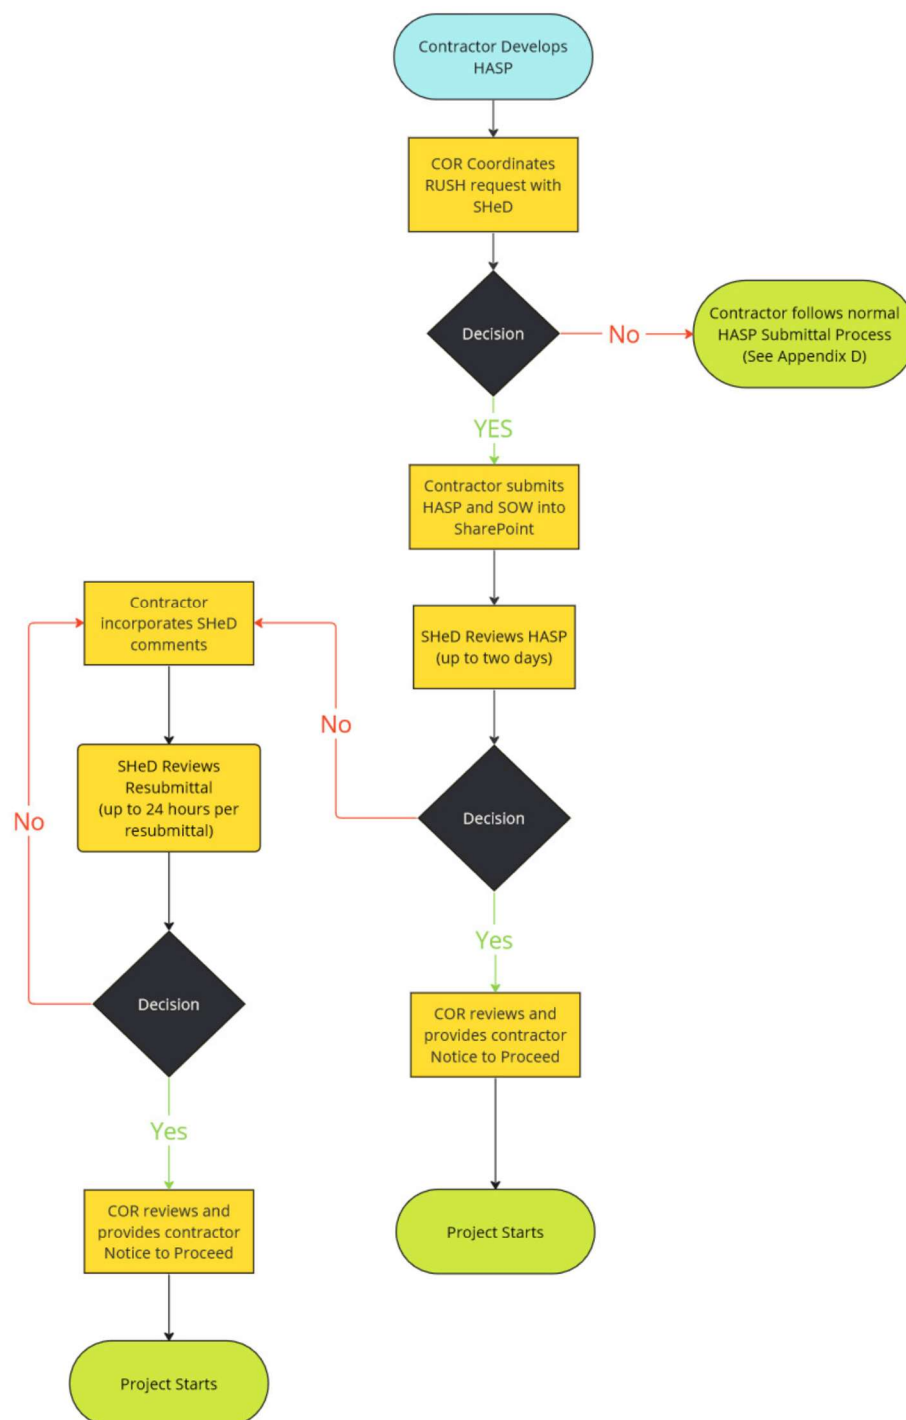 Contractor Develops
HASP
COR Coordinates
RUSH request with
SHeD
Decision
No
Contractor follows normal
HASP Submittal Process
(See Appendix D)
YES
Contractor submits
HASP and SOW into
SharePoint
SHeD Reviews HASP
(up to two days)
Decision
No
Contractor
incorporates SHeD
comments
SHeD Reviews
Resubmittal
(up to 24 hours per
resubmittal)
No
Decision
Yes
COR reviews and
provides contractor
Notice to Proceed
Project Starts
Yes
COR reviews and
provides contractor
Notice to Proceed
Project Starts